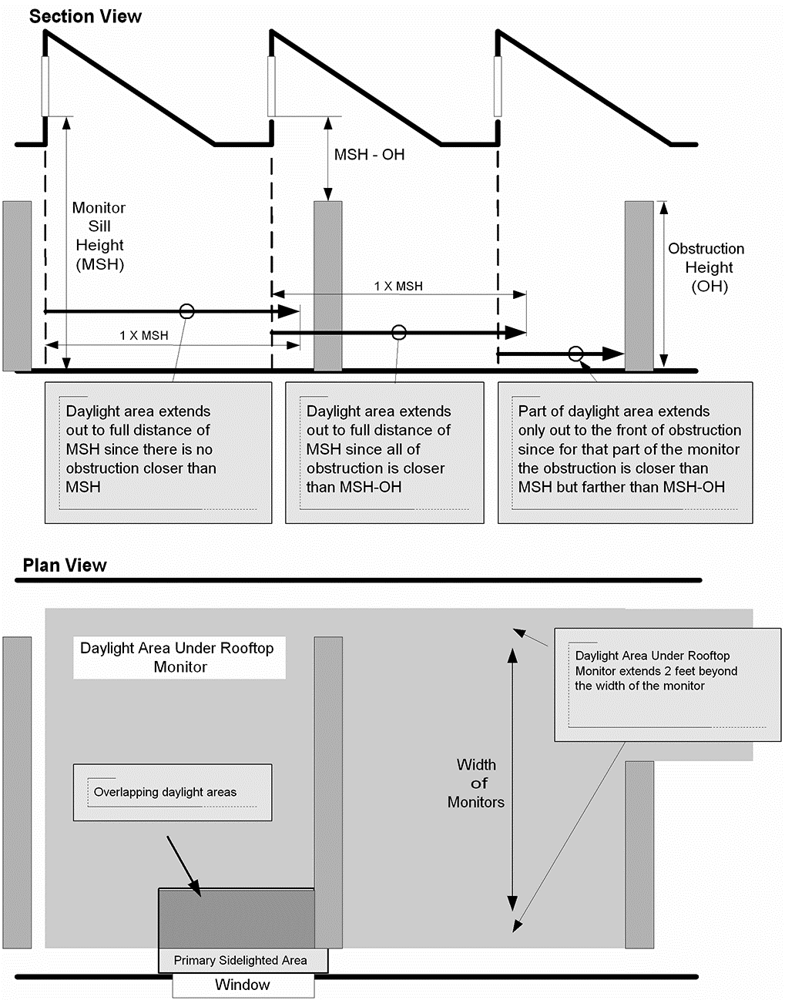 Section View
MSH - OH
Monitor
Sill
Height
(MSH)
Obstruction
Height
(OH)
1 X MSH
1 X MSH
Daylight area extends
out to full distance of
MSH since there is no
obstruction closer than
MSH
Daylight area extends
out to full distance of
MSH since all of
obstruction is closer
than MSH-OH
Part of daylight area extends
only out to the front of obstruction
since for that part of the monitor
the obstruction is closer than
MSH but farther than MSH-OH
Plan View
Daylight Area Under Rooftop
Monitor
Daylight Area Under Rooftop
Monitor extends 2 feet beyond
the width of the monitor
Width
of
Monitors
Overlapping daylight areas
Primary Sidelighted Area
Window